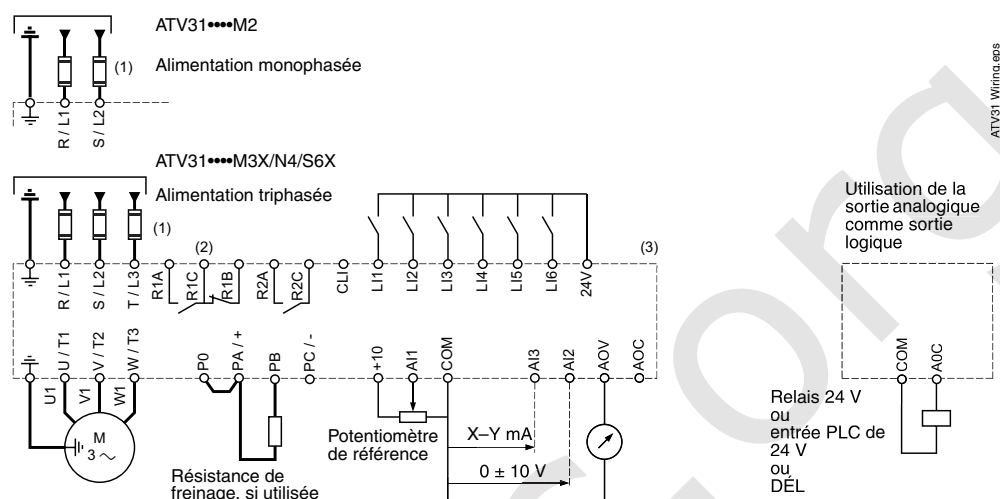 ATV31••••M2
Alimentation monophasée
(1)
R / L1
S / L2
ATV31 Wiring.eps
ATV31••••M3X/N4/S6X
Alimentation triphasée
(1)
(2)
(3)
R / L1
S / L2
T / L3
R1A
R1C
R1B
R2A
R2C
CLI
LI1
LI2
LI3
LI4
LI5
LI6
24V
U / T1
V / T2
W / T3
P0
PA / +
PB
PC / -
+10
AI1
COM
AI3
AI2
AOV
AOC
U1
V1
W1
M
3 ~
Potentiomètre
de référence
X–Y mA
0 ± 10 V
Résistance de
freinage, si utilisée
Utilisation de la
sortie analogique
comme sortie
logique
COM
A0C
Relais 24 V
ou
entrée PLC de
24 V
ou
DÉL
org